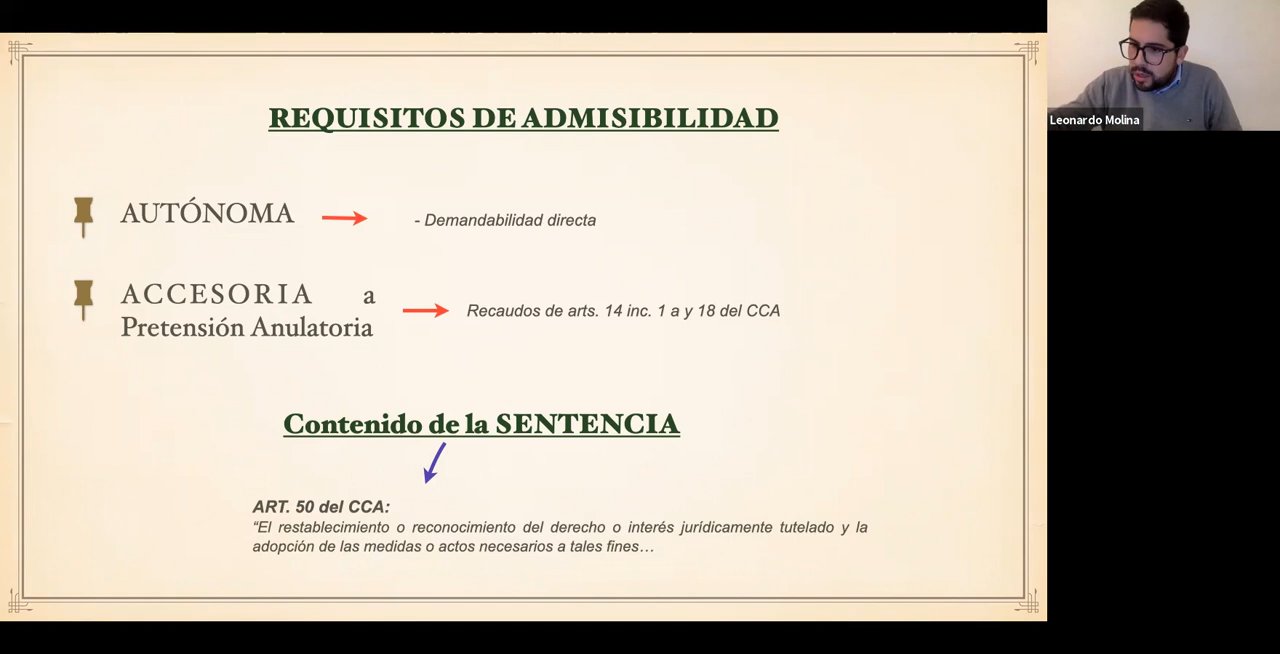 REQUISITOS DE ADMISIBILIDAD
AUTÓNOMA
- Demandabilidad directa
ACCESORIA a
Pretensión Anulatoria
Recaudos de arts. 14 inc. 1 a y 18 del CCA
Contenido de la SENTENCIA
ART. 50 del CCA:
“El restablecimiento o reconocimiento del derecho o interés jurídicamente tutelado y la
adopción de las medidas o actos necesarios a tales fines…
Leonardo Molina